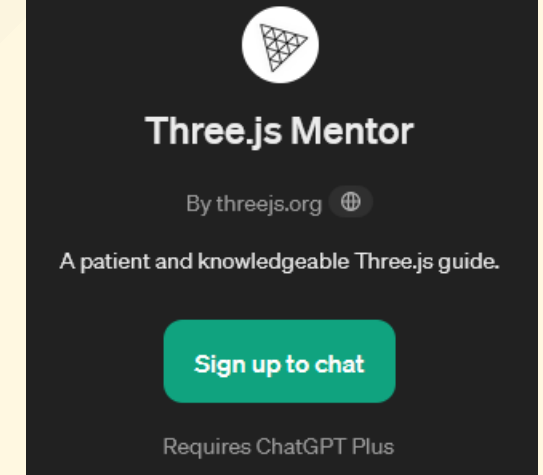 Three.js Mentor
By threejs.org
A patient and knowledgeable Three.js guide.
Sign up to chat
Requires ChatGPT Plus